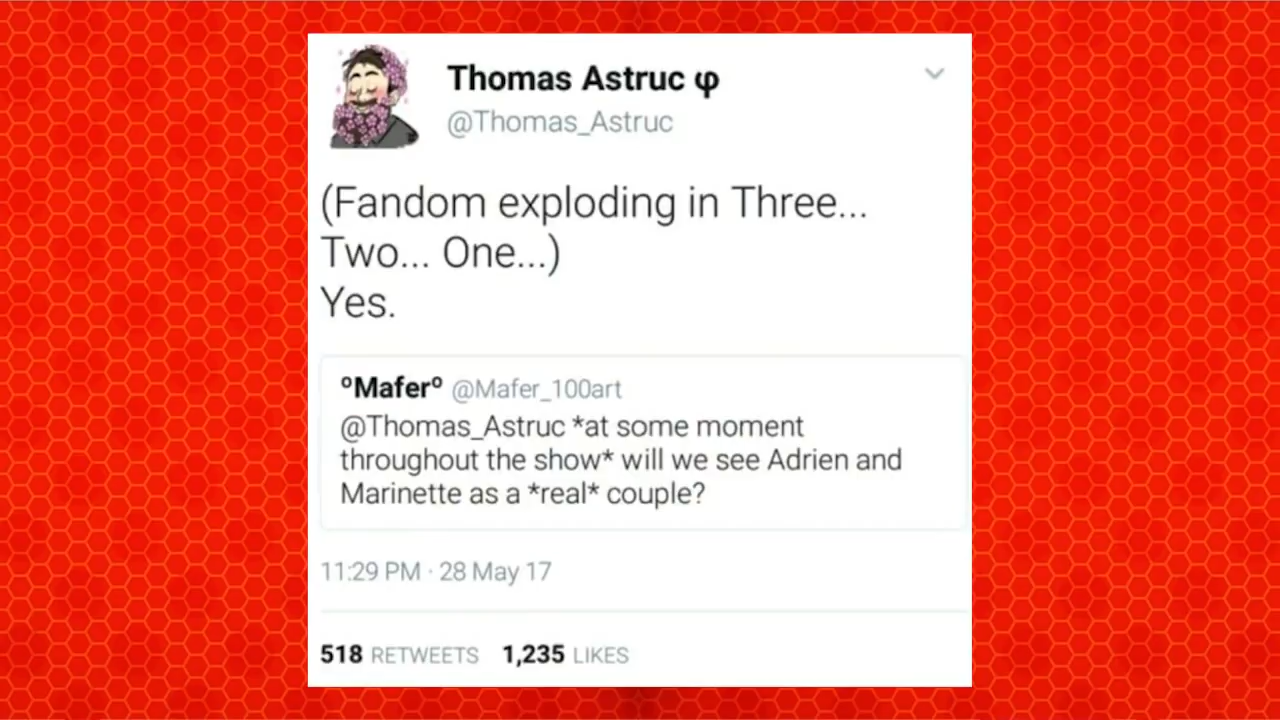 Thomas Astruc φ
@Thomas_Astruc
(Fandom exploding in Three...
Two... One...)
Yes.
ºMaferº @Mafer_100art
@Thomas_Astruc *at some moment
throughout the show* will we see Adrien and
Marinette as a *real* couple?
11:29 PM · 28 May 17
518 RETWEETS 1,235 LIKES